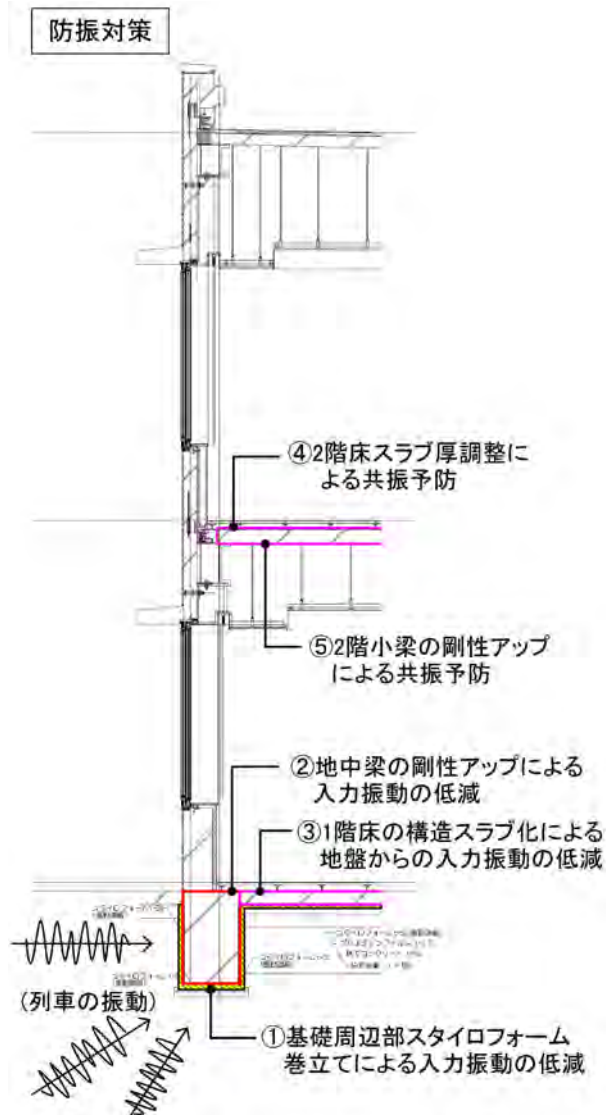 防振対策
④2階床スラブ厚調整に
よる共振予防
⑤2階小梁の剛性アップ
による共振予防
②地中梁の剛性アップによる
入力振動の低減
③1階床の構造スラブ化による
地盤からの入力振動の低減
(列車の振動)
①基礎周辺部スタイロフォーム
巻立てによる入力振動の低減